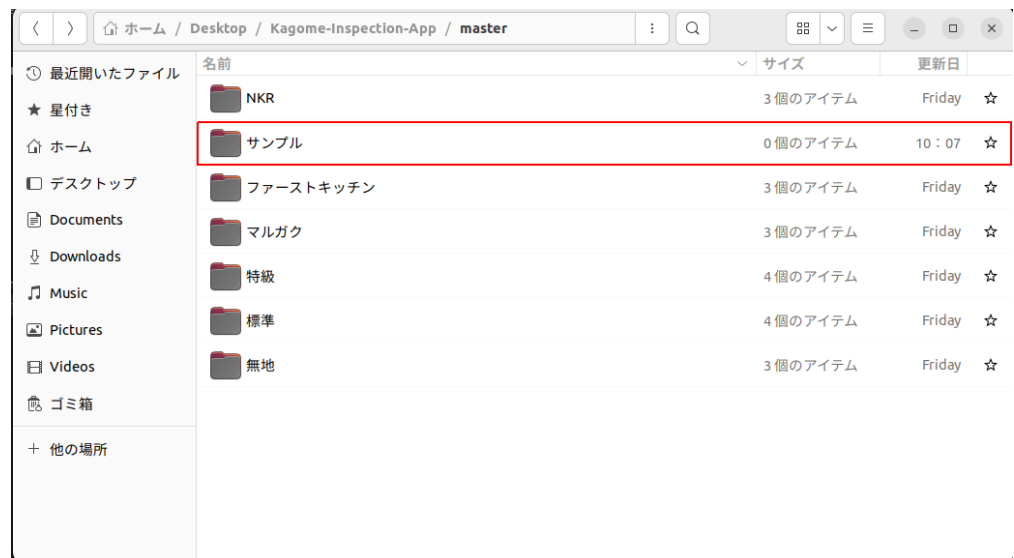 ホーム / Desktop / Kagome-Inspection-App / master
最近開いたファイル
星付き
ホーム
デスクトップ
Documents
Downloads
Music
Pictures
Videos
ゴミ箱
他の場所
名前 サイズ 更新日
NKR 3 個のアイテム Friday
サンプル 0 個のアイテム 10:07
ファーストキッチン 3 個のアイテム Friday
マルガク 3 個のアイテム Friday
特級 4 個のアイテム Friday
標準 4 個のアイテム Friday
無地 3 個のアイテム Friday